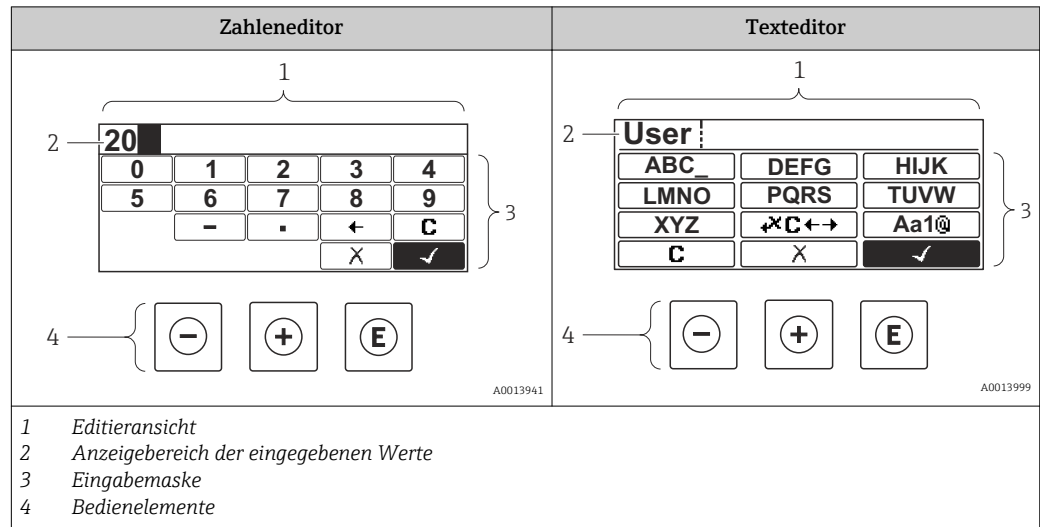 Zahleneditor
1
2
20
0 1 2 3 4
5 6 7 8 9
- . ← C
X ✓
3
4
- + E
A0013941
Texteditor
1
2
User
ABC_ DEFG HIJK
LMNO PQRS TUVW
XYZ ↶XC←→ Aa1@
C X ✓
3
4
- + E
A0013999
1 Editieransicht
2 Anzeigebereich der eingegebenen Werte
3 Eingabemaske
4 Bedienelemente